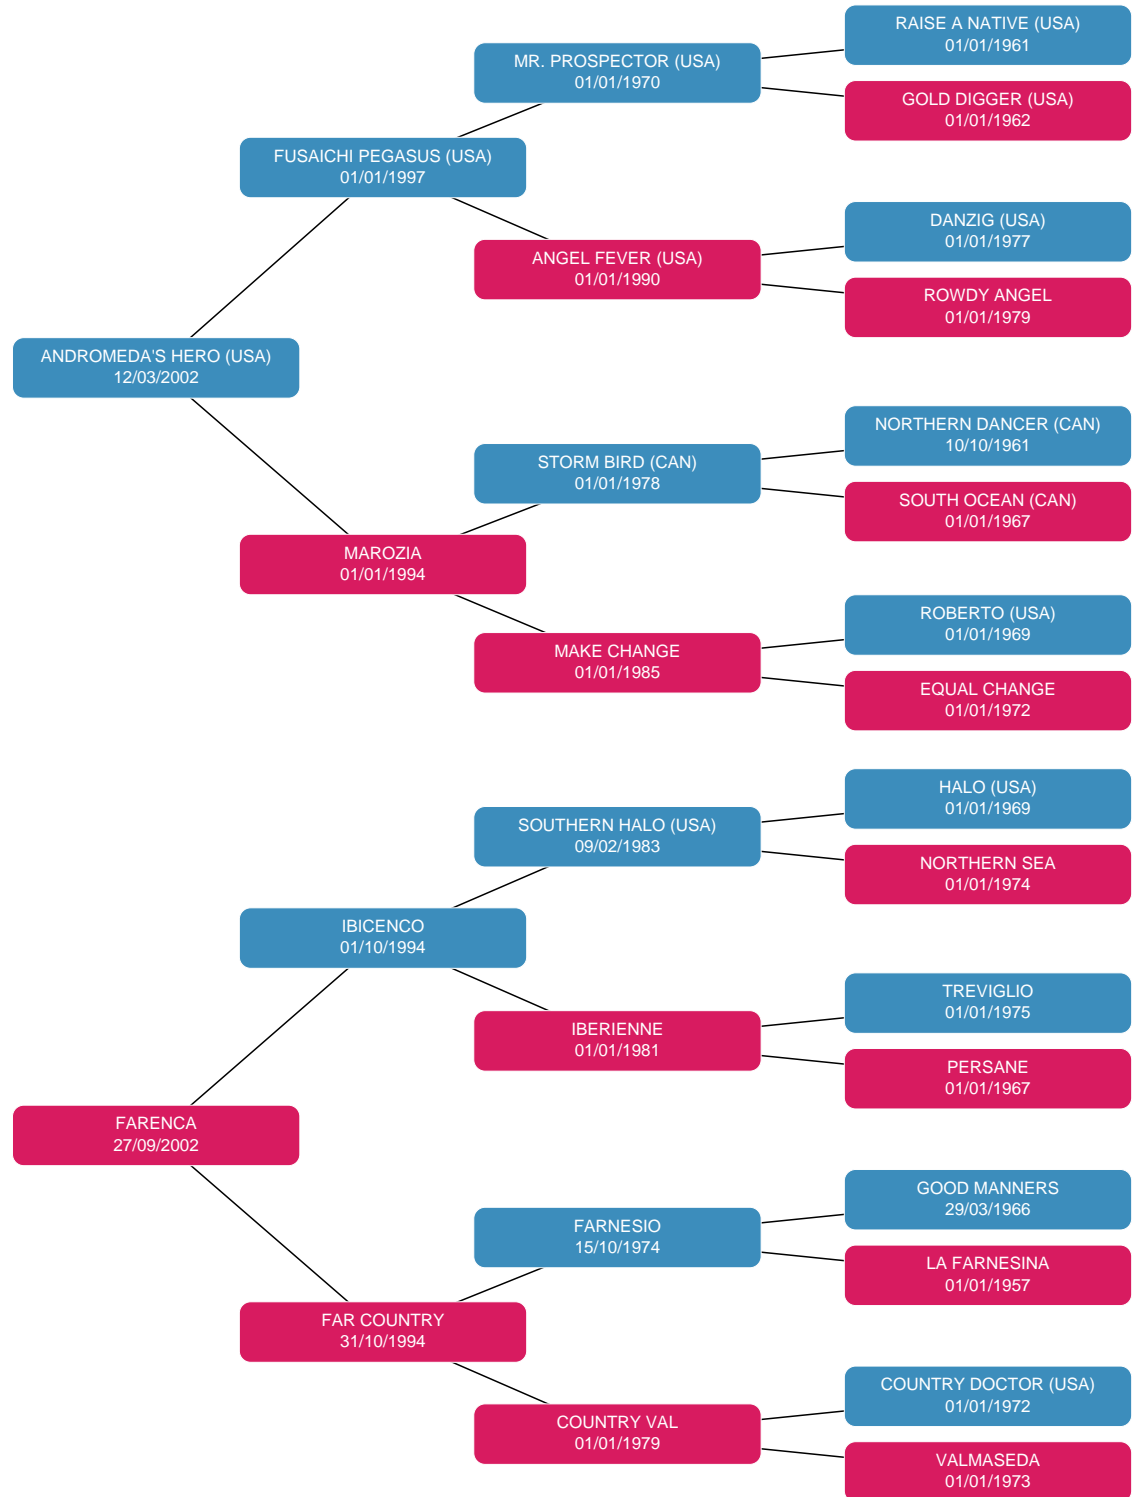 RAISE A NATIVE (USA)
01/01/1961
MR. PROSPECTOR (USA)
01/01/1970
GOLD DIGGER (USA)
01/01/1962
FUSAICHI PEGASUS (USA)
01/01/1997
DANZIG (USA)
01/01/1977
ANGEL FEVER (USA)
01/01/1990
ROWDY ANGEL
01/01/1979
ANDROMEDA'S HERO (USA)
12/03/2002
NORTHERN DANCER (CAN)
10/10/1961
STORM BIRD (CAN)
01/01/1978
SOUTH OCEAN (CAN)
01/01/1967
MAROZIA
01/01/1994
ROBERTO (USA)
01/01/1969
MAKE CHANGE
01/01/1985
EQUAL CHANGE
01/01/1972
HALO (USA)
01/01/1969
SOUTHERN HALO (USA)
09/02/1983
NORTHERN SEA
01/01/1974
IBICENCO
01/10/1994
TREVIGLIO
01/01/1975
IBERIENNE
01/01/1981
PERSANE
01/01/1967
FARENCA
27/09/2002
GOOD MANNERS
29/03/1966
FARNESIO
15/10/1974
LA FARNESINA
01/01/1957
FAR COUNTRY
31/10/1994
COUNTRY DOCTOR (USA)
01/01/1972
COUNTRY VAL
01/01/1979
VALMASEDA
01/01/1973